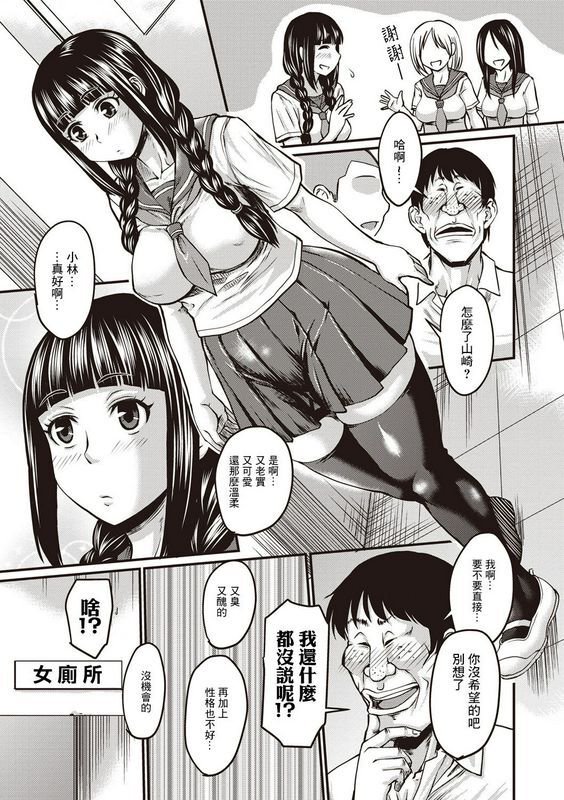 謝謝ー
哈啊~…
小林…
…真好啊…
怎麼了山崎?
是啊…
又老實
又可愛
還那麼溫柔
我啊…
要不要直接…
你沒希望的吧
別想了
我還什麼
都沒說呢!?
又臭
又醜的
再加上
性格也不好…
沒機會的
啥!?
女廁所